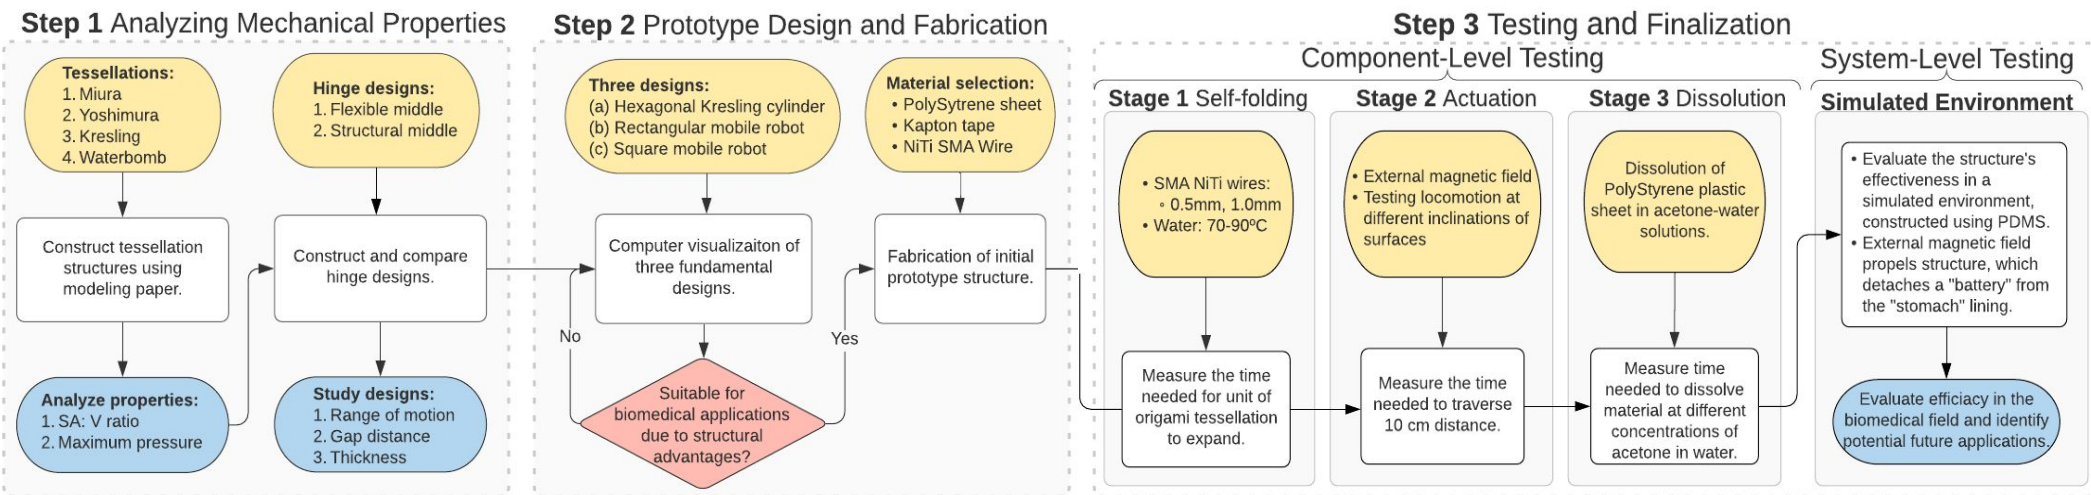 Step 1 Analyzing Mechanical Properties
Tessellations:
1. Miura
2. Yoshimura
3. Kresling
4. Waterbomb
Hinge designs:
1. Flexible middle
2. Structural middle
Construct tessellation
structures using
modeling paper.
Construct and compare
hinge designs.
Analyze properties:
1. SA: V ratio
2. Maximum pressure
Study designs:
1. Range of motion
2. Gap distance
3. Thickness
Step 2 Prototype Design and Fabrication
Three designs:
(a) Hexagonal Kresling cylinder
(b) Rectangular mobile robot
(c) Square mobile robot
Material selection:
• PolySytrene sheet
• Kapton tape
• NiTi SMA Wire
Computer visualizaiton of
three fundamental
designs.
Fabrication of initial
prototype structure.
No
Yes
Suitable for
biomedical applications
due to structural
advantages?
Step 3 Testing and Finalization
Component-Level Testing
Stage 1 Self-folding
• SMA NiTi wires:
◦ 0.5mm, 1.0mm
• Water: 70-90ºC
Measure the time
needed for unit of
origami tessellation
to expand.
Stage 2 Actuation
• External magnetic field
• Testing locomotion at
different inclinations of
surfaces
Measure the time
needed to traverse
10 cm distance.
Stage 3 Dissolution
Dissolution of
PolyStyrene plastic
sheet in acetone-water
solutions.
Measure time
needed to dissolve
material at different
concentrations of
acetone in water.
System-Level Testing
Simulated Environment
• Evaluate the structure's
effectiveness in a
simulated environment,
constructed using PDMS.
• External magnetic field
propels structure, which
detaches a "battery" from
the "stomach" lining.
Evaluate efficacy in the
biomedical field and identify
potential future applications.